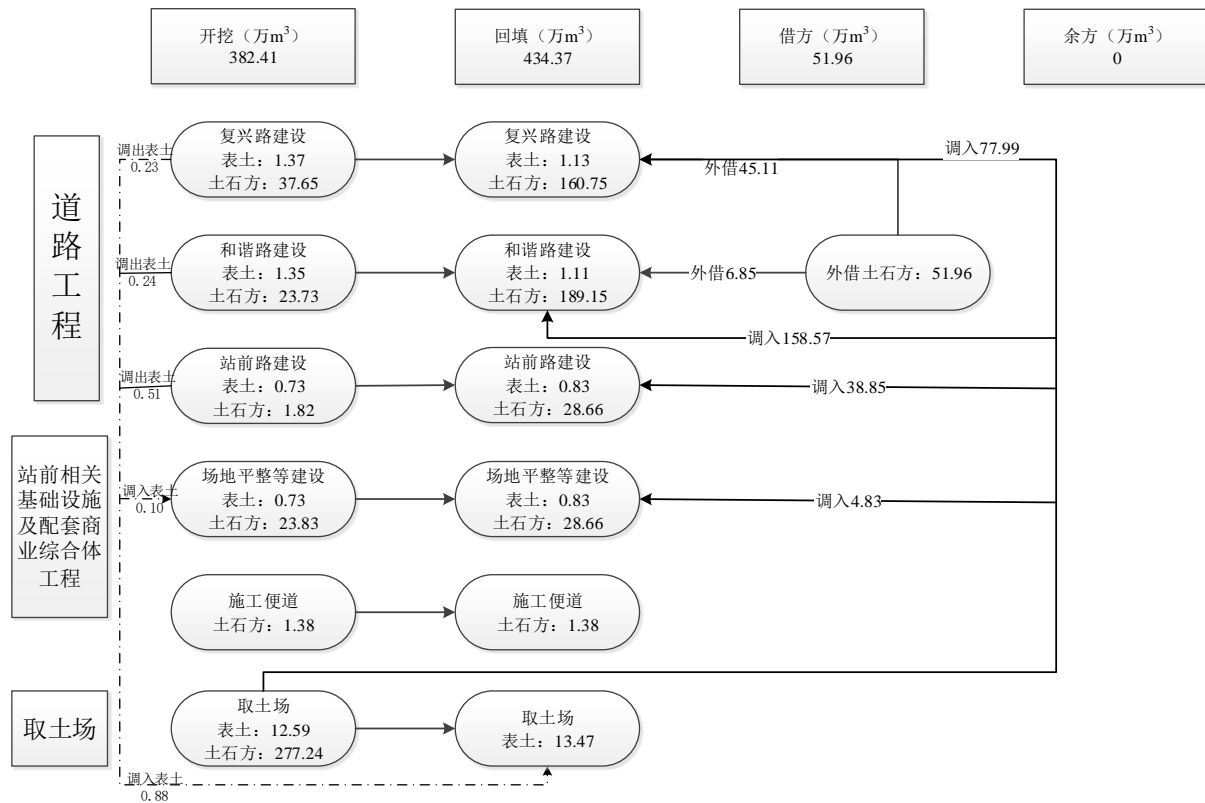 开挖（万m³）
382.41
回填（万m³）
434.37
借方（万m³）
51.96
余方（万m³）
0
道路工程
调出表土
0.23
复兴路建设
表土：1.37
土石方：37.65
复兴路建设
表土：1.13
土石方：160.75
外借45.11
调入77.99
调出表土
0.24
和谐路建设
表土：1.35
土石方：23.73
和谐路建设
表土：1.11
土石方：189.15
外借6.85
外借土石方：51.96
调入158.57
调出表土
0.51
站前路建设
表土：0.73
土石方：1.82
站前路建设
表土：0.83
土石方：28.66
调入38.85
站前相关
基础设施
及配套商
业综合体
工程
调入表土
0.10
场地平整等建设
表土：0.73
土石方：23.83
场地平整等建设
表土：0.83
土石方：28.66
调入4.83
施工便道
土石方：1.38
施工便道
土石方：1.38
取土场
取土场
表土：12.59
土石方：277.24
取土场
表土：13.47
调入表土
0.88